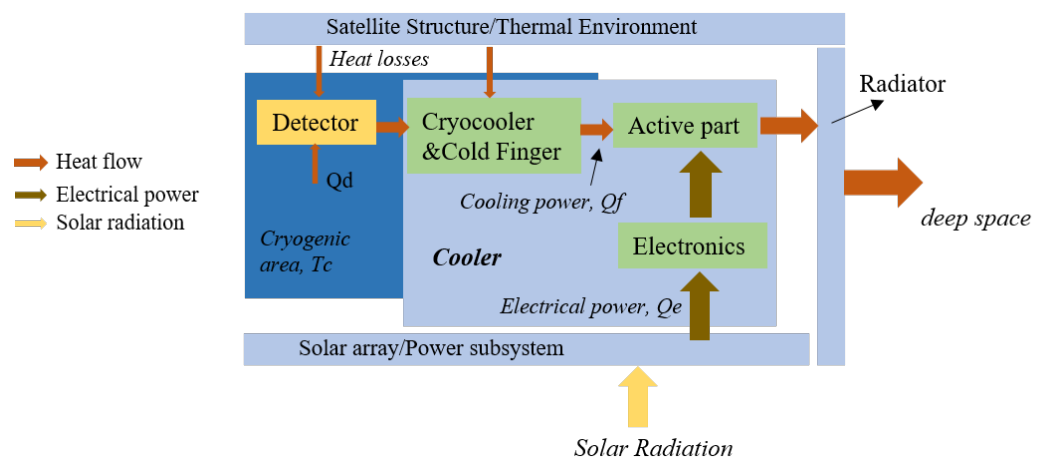 Satellite Structure/Thermal Environment
Heat losses
Radiator
Detector
Cryocooler
&Cold Finger
Active part
Heat flow
Electrical power
Solar radiation
Qd
Cooling power, Qf
deep space
Cryogenic
area, Tc
Cooler
Electronics
Electrical power, Qe
Solar array/Power subsystem
Solar Radiation